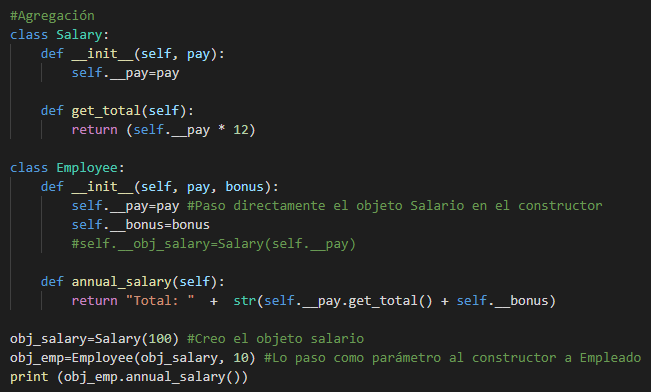 #Agregación
class Salary:
    def __init__(self, pay):
        self.__pay=pay

    def get_total(self):
        return (self.__pay * 12)

class Employee:
    def __init__(self, pay, bonus):
        self.__pay=pay #Paso directamente el objeto Salario en el constructor
        self.__bonus=bonus
        #self.__obj_salary=Salary(self.__pay)

    def annual_salary(self):
        return "Total: "  +  str(self.__pay.get_total() + self.__bonus)

obj_salary=Salary(100) #Creo el objeto salario
obj_emp=Employee(obj_salary, 10) #Lo paso como parámetro al constructor a Empleado
print (obj_emp.annual_salary())